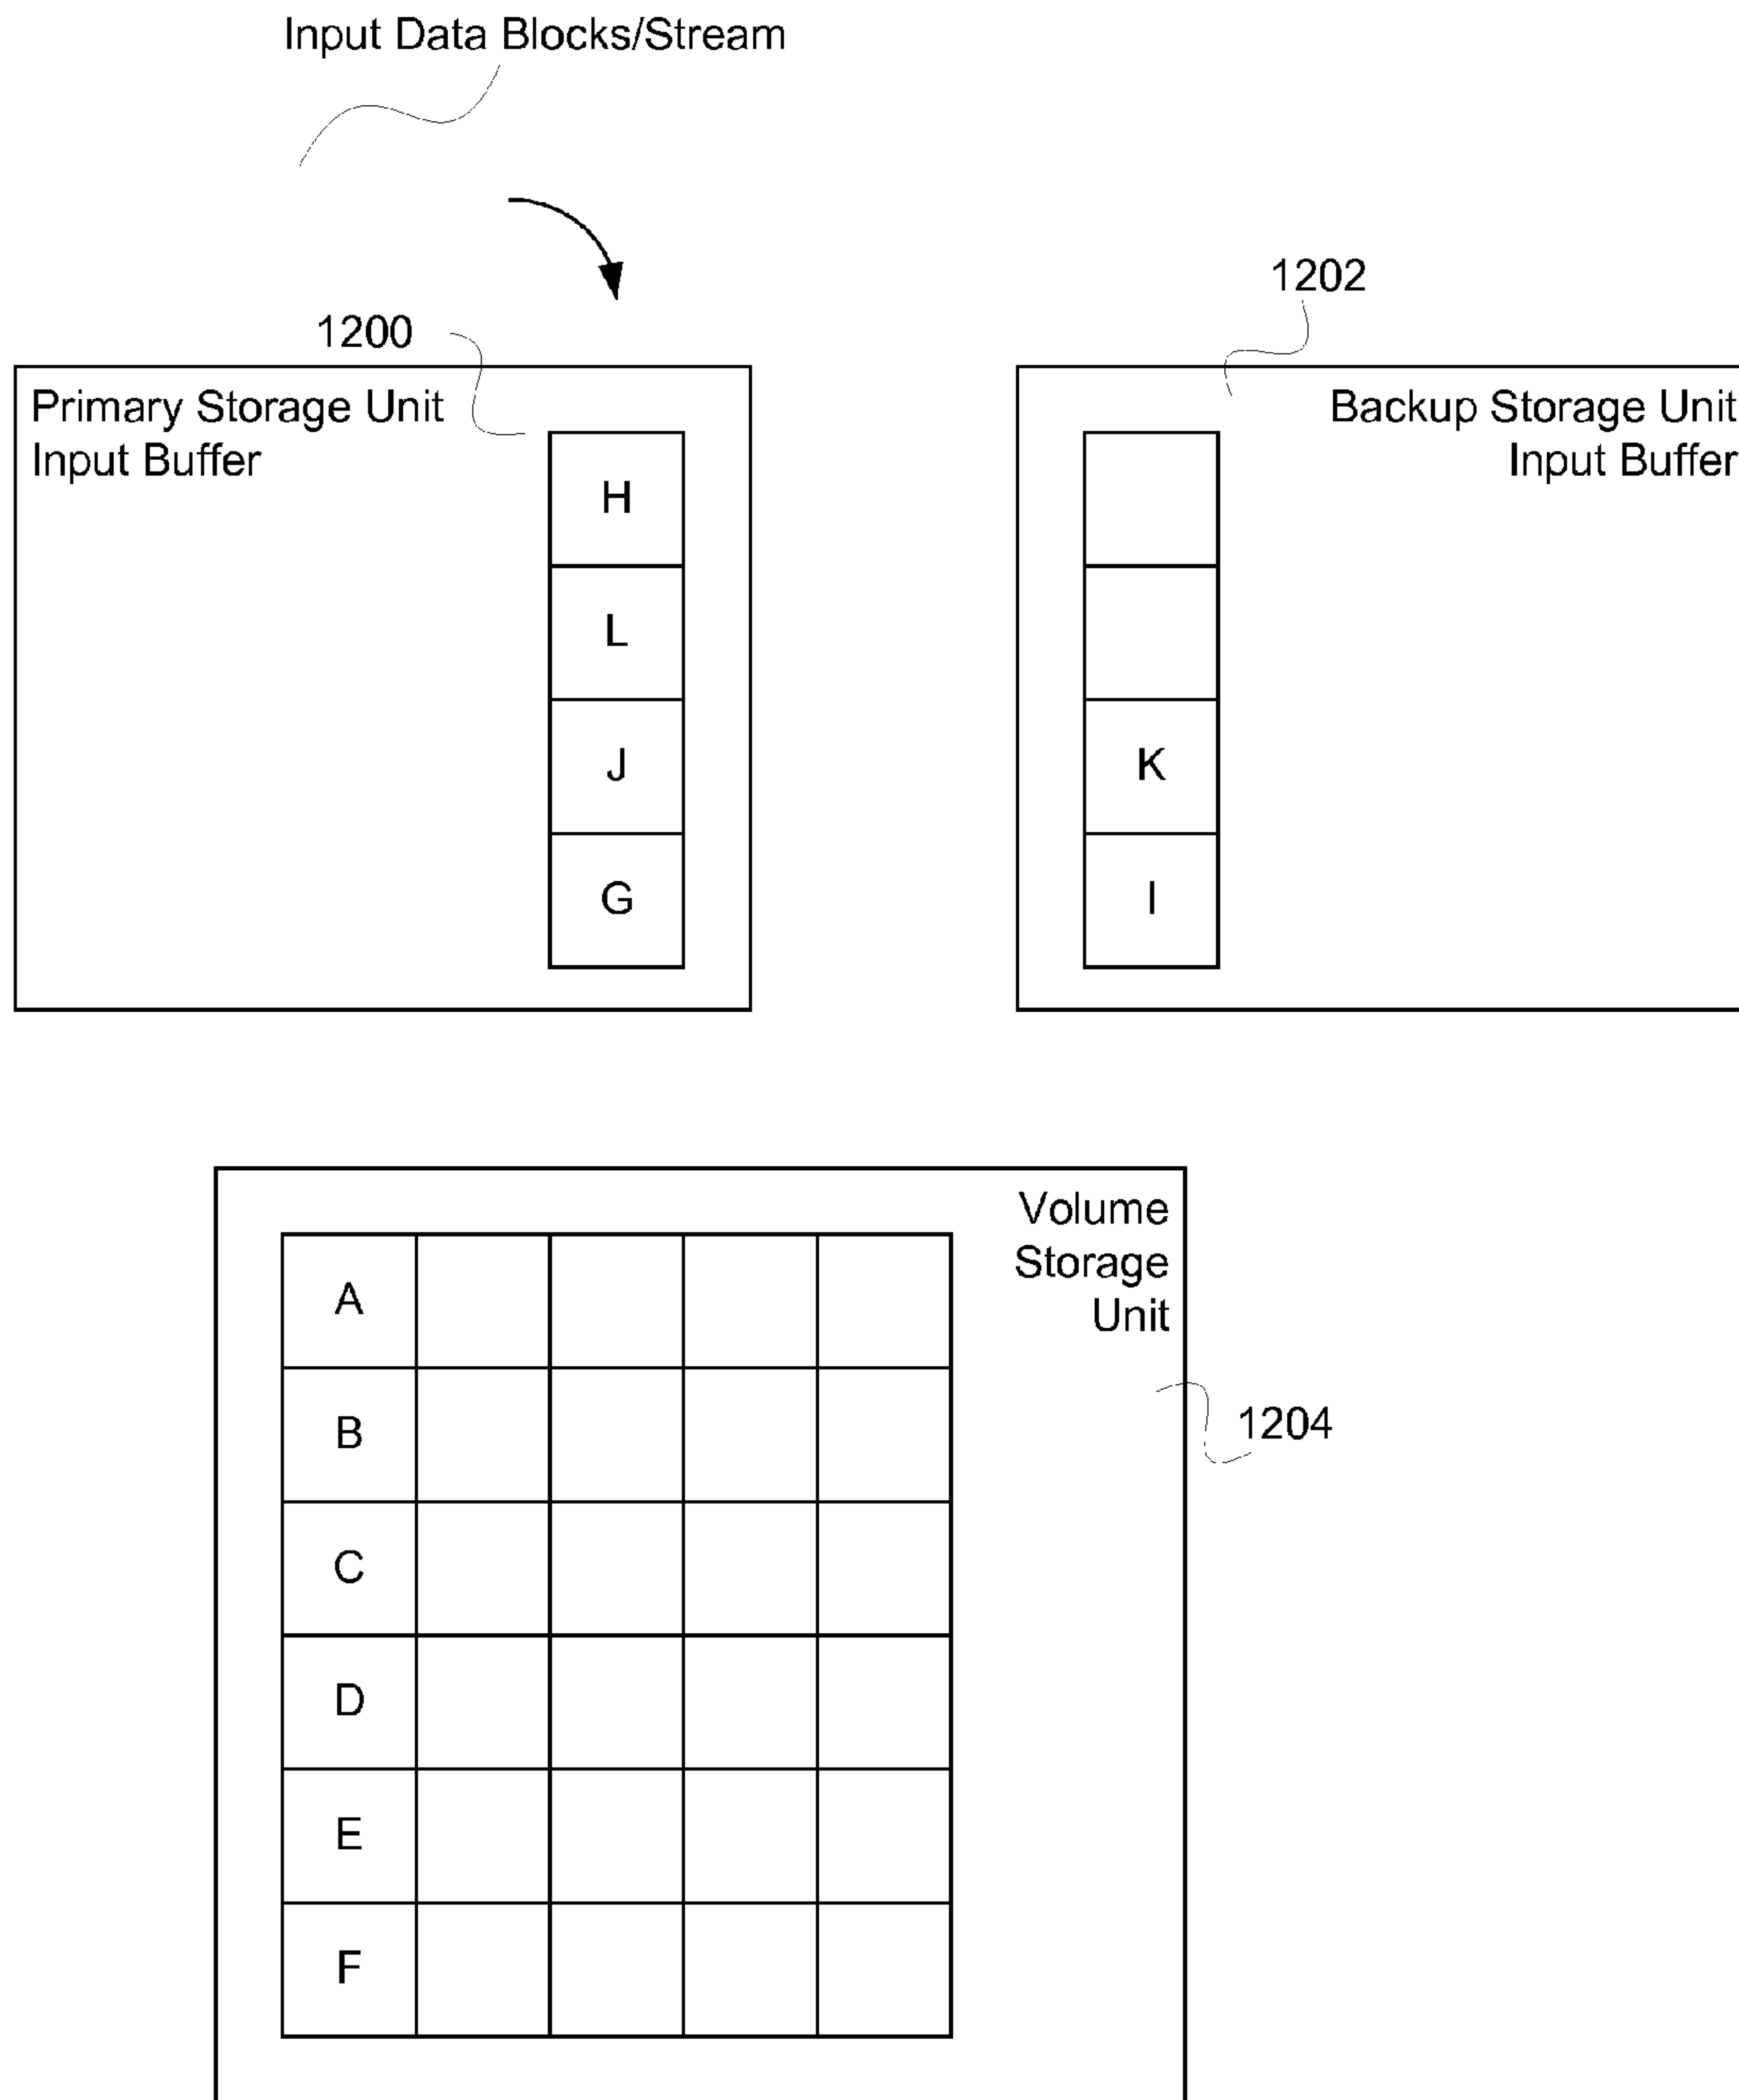 Input Data Blocks/Stream
1200
1202
Primary Storage Unit
Input Buffer
H
L
J
G
Backup Storage Unit
Input Buffer
K
I
Volume
Storage
Unit
1204
A
B
C
D
E
F